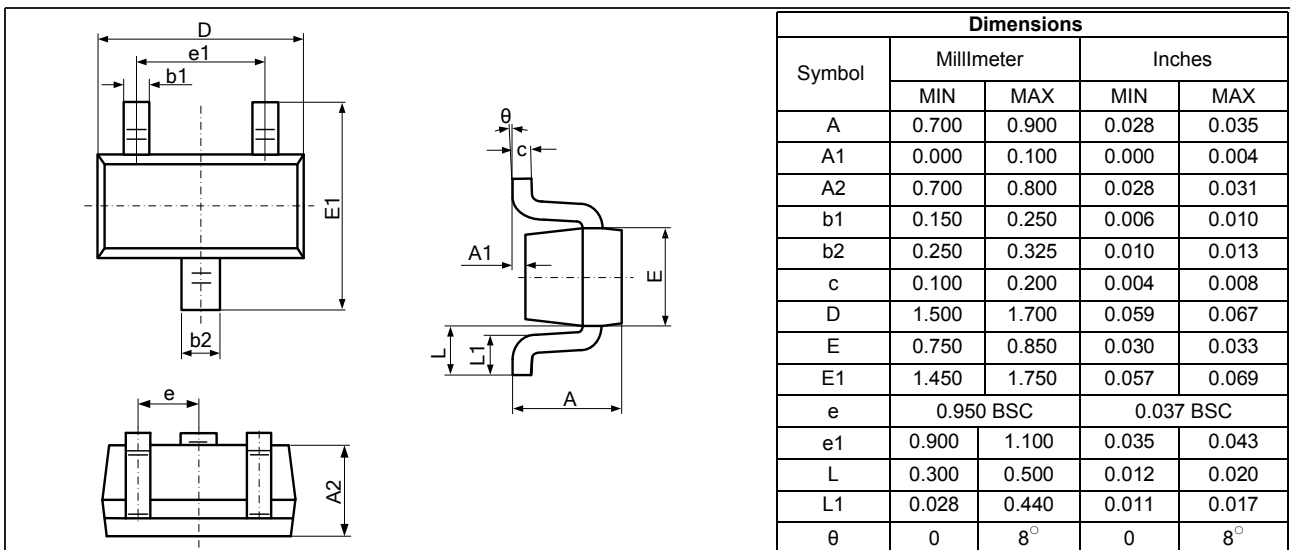 D
e1
b1
E1
b2
e
A2
θ
c
A1
E
L
L1
A
Dimensions
Symbol MillImeter Inches
MIN MAX MIN MAX
A 0.700 0.900 0.028 0.035
A1 0.000 0.100 0.000 0.004
A2 0.700 0.800 0.028 0.031
b1 0.150 0.250 0.006 0.010
b2 0.250 0.325 0.010 0.013
c 0.100 0.200 0.004 0.008
D 1.500 1.700 0.059 0.067
E 0.750 0.850 0.030 0.033
E1 1.450 1.750 0.057 0.069
e 0.950 BSC 0.037 BSC
e1 0.900 1.100 0.035 0.043
L 0.300 0.500 0.012 0.020
L1 0.028 0.440 0.011 0.017
θ 0 8° 0 8°